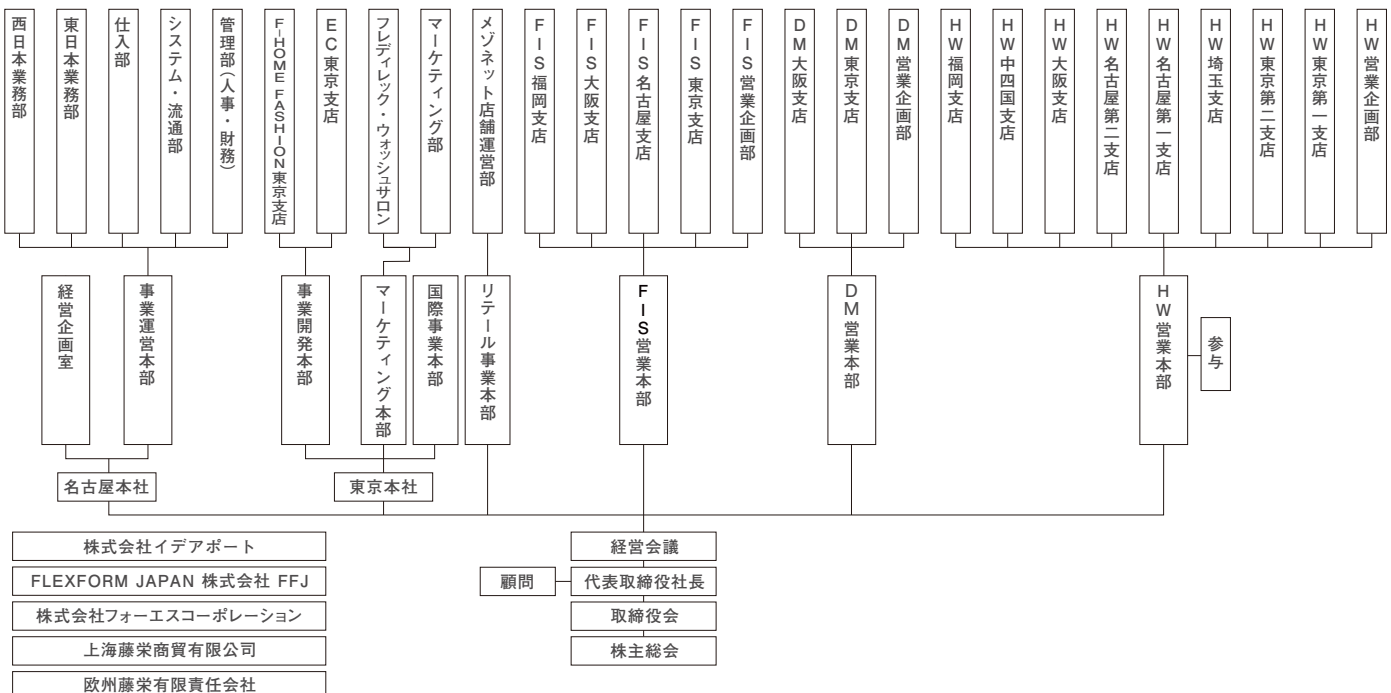 西日本業務部
東日本業務部
仕入部
システム・流通部
管理部(人事・財務)
F-HOME FASHION東京支店
EC東京支店
フレディレック・ウォッシュサロン
マーケティング部
メゾネット店舗運営部
FIS福岡支店
FIS大阪支店
FIS名古屋支店
FIS東京支店
FIS営業企画部
DM大阪支店
DM東京支店
DM営業企画部
HW福岡支店
HW中四国支店
HW大阪支店
HW名古屋第二支店
HW名古屋第一支店
HW埼玉支店
HW東京第二支店
HW東京第一支店
HW営業企画部
経営企画室
事業運営本部
事業開発本部
マーケティング本部
国際事業本部
リテール事業本部
FIS営業本部
DM営業本部
HW営業本部
参与
名古屋本社
東京本社
株式会社イデアポート
FLEXFORM JAPAN 株式会社 FFJ
株式会社フォーエスコーポレーション
上海藤栄商貿有限公司
欧州藤栄有限責任会社
経営会議
顧問
代表取締役社長
取締役会
株主総会